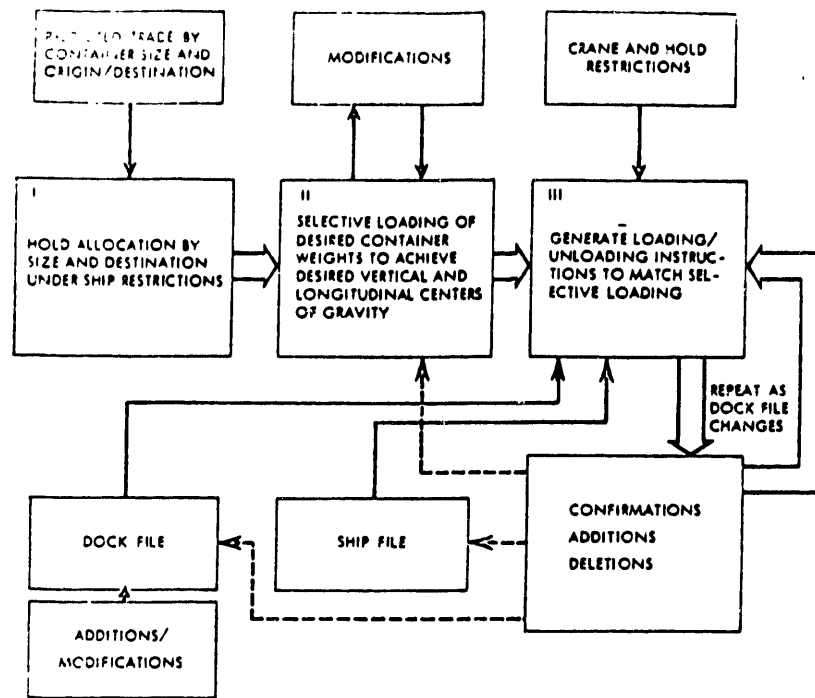 TRADE BY
CONTAINER SIZE AND
ORIGIN/DESTINATION
MODIFICATIONS
CRANE AND HOLD
RESTRICTIONS
I
HOLD ALLOCATION BY
SIZE AND DESTINATION
UNDER SHIP RESTRICTIONS
II
SELECTIVE LOADING OF
DESIRED CONTAINER
WEIGHTS TO ACHIEVE
DESIRED VERTICAL AND
LONGITUDINAL CENTERS
OF GRAVITY
III
GENERATE LOADING/
UNLOADING INSTRUC-
TIONS TO MATCH SEL-
ECTIVE LOADING
REPEAT AS
DOCK FILE
CHANGES
DOCK FILE
SHIP FILE
CONFIRMATIONS
ADDITIONS
DELETIONS
ADDITIONS/
MODIFICATIONS